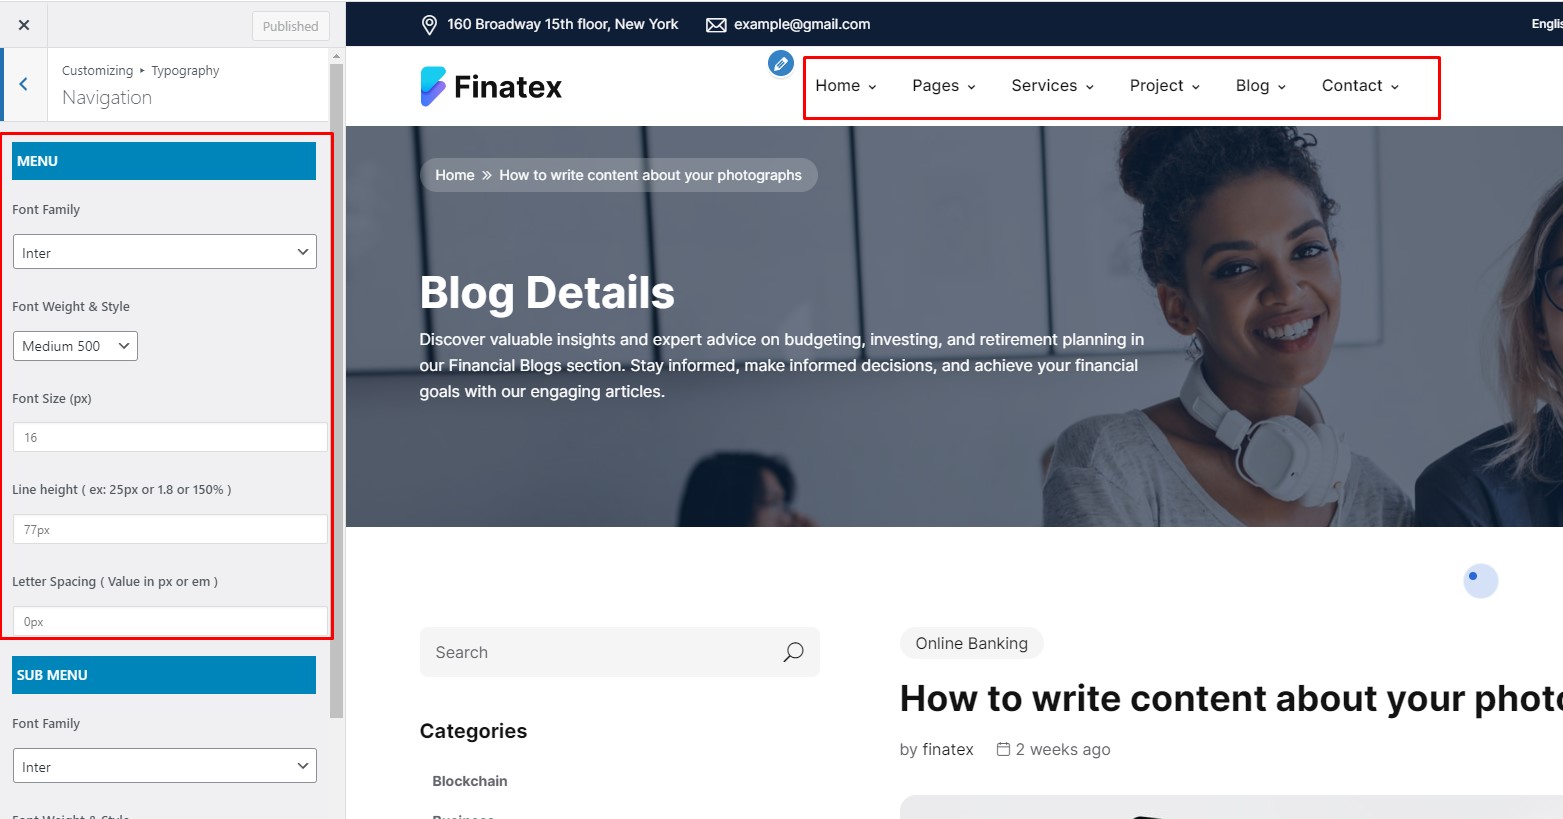 Published
Customizing ▸ Typography
Navigation
MENU
Font Family
Inter
Font Weight & Style
Medium 500
Font Size (px)
16
Line height ( ex: 25px or 1.8 or 150% )
77px
Letter Spacing ( Value in px or em )
0px
SUB MENU
Font Family
Inter
Font Weight & Style
160 Broadway 15th floor, New York example@gmail.com
Finatex
Home Pages Services Project Blog Contact
Home » How to write content about your photographs
Blog Details
Discover valuable insights and expert advice on budgeting, investing, and retirement planning in
our Financial Blogs section. Stay informed, make informed decisions, and achieve your financial
goals with our engaging articles.
Search
Categories
Blockchain
Business
Online Banking
How to write content about your
by finatex 2 weeks ago